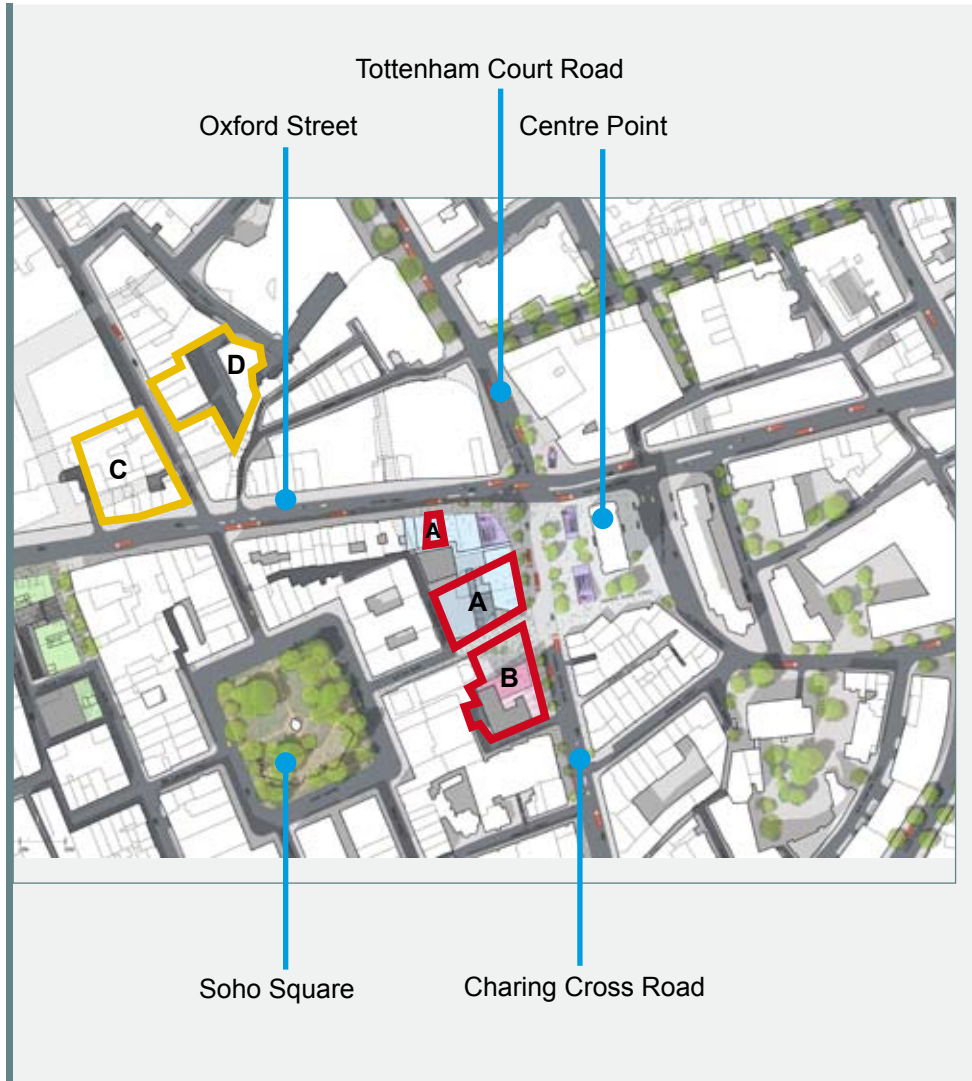 Tottenham Court Road
Oxford Street
Centre Point
D
C
A
A
B
Soho Square
Charing Cross Road